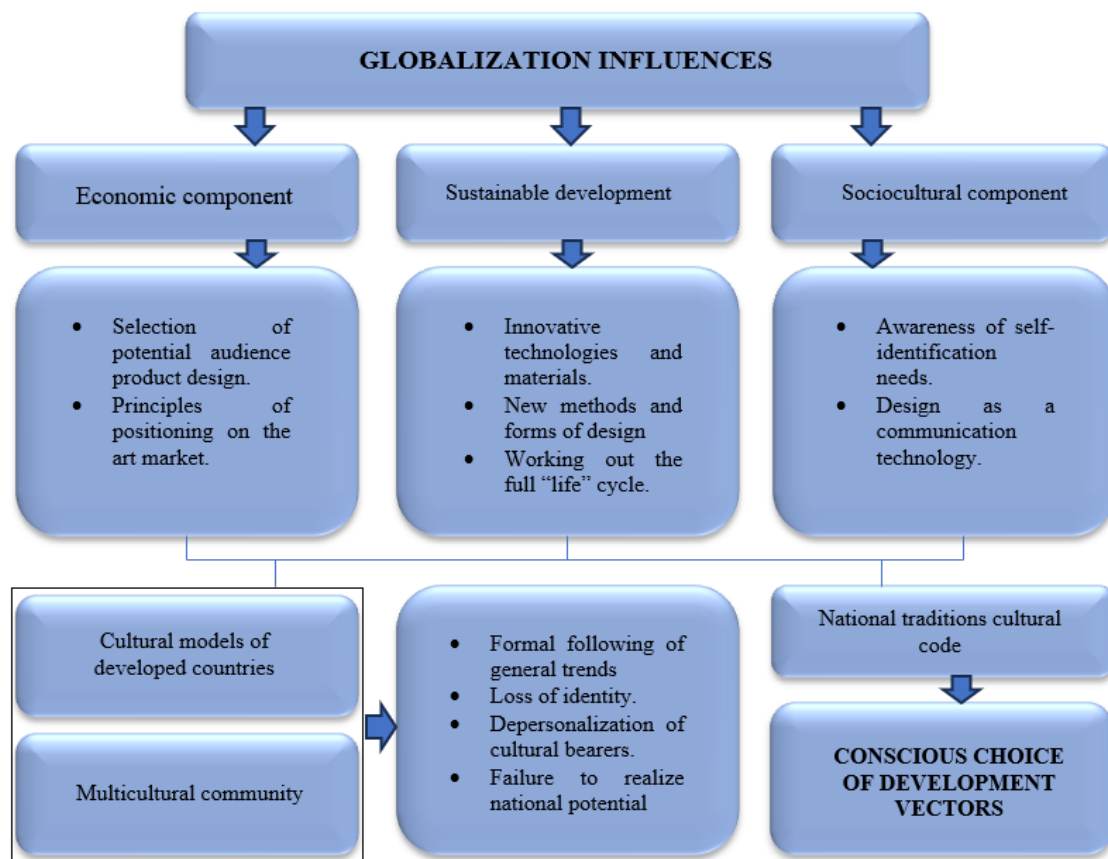 GLOBALIZATION INFLUENCES
Economic component
Sustainable development
Sociocultural component
• Selection of
potential audience
product design.
• Principles of
positioning on the
art market.
• Innovative
technologies and
materials.
• New methods and
forms of design
• Working out the
full “life” cycle.
• Awareness of self-
identification
needs.
• Design as a
communication
technology.
Cultural models of
developed countries
Multicultural community
• Formal following of
general trends
• Loss of identity.
• Depersonalization of
cultural bearers.
• Failure to realize
national potential
National traditions cultural
code
CONSCIOUS CHOICE
OF DEVELOPMENT
VECTORS